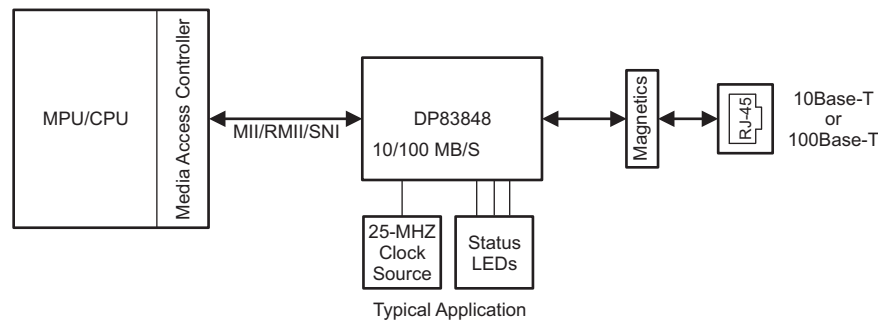 MPU/CPU
Media Access Controller
MII/RMII/SNI
DP83848
10/100 MB/S
Magnetics
RJ-45
10Base-T
or
100Base-T
25-MHZ
Clock
Source
Status
LEDs
Typical Application